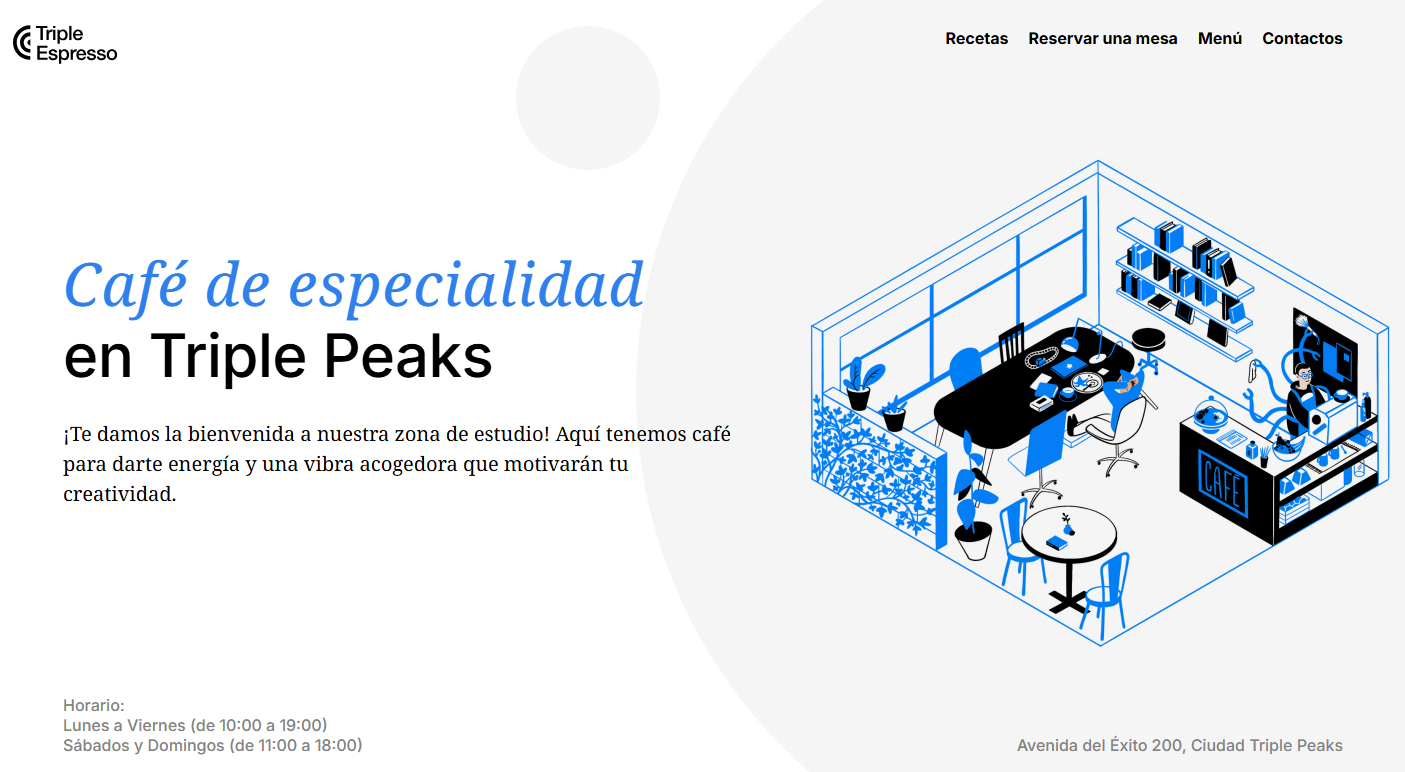 Triple
Espresso
Recetas Reservar una mesa Menú Contactos
Café de especialidad
en Triple Peaks
¡Te damos la bienvenida a nuestra zona de estudio! Aquí tenemos café
para darte energía y una vibra acogedora que motivarán tu
creatividad.
CAFE
Horario:
Lunes a Viernes (de 10:00 a 19:00)
Sábados y Domingos (de 11:00 a 18:00)
Avenida del Éxito 200, Ciudad Triple Peaks